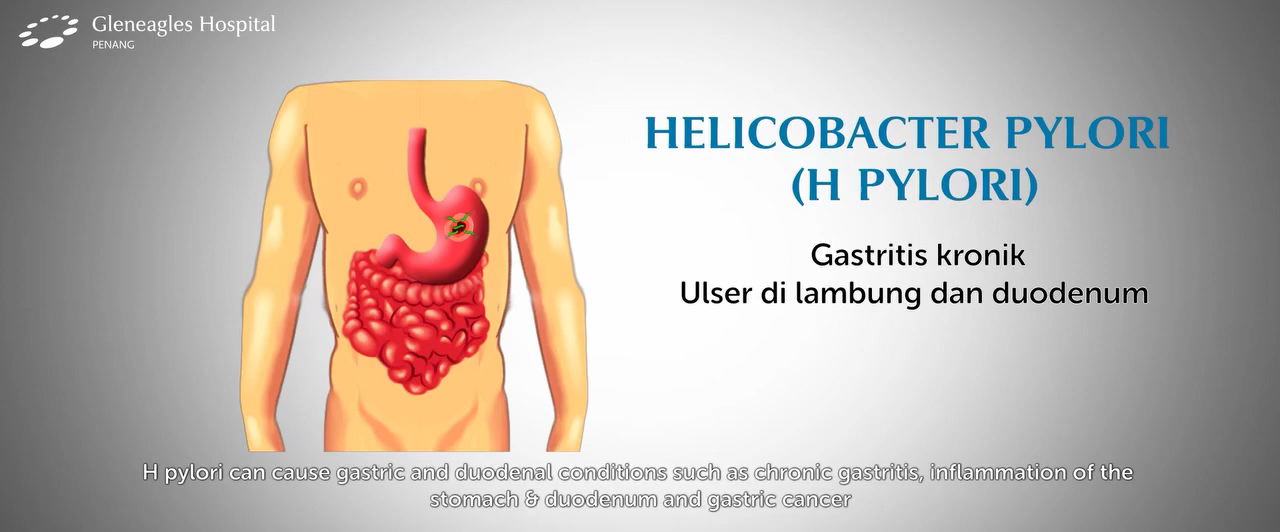 Gleneagles Hospital
PENANG
HELICOBACTER PYLORI
(H PYLORI)
Gastritis kronik
Ulser di lambung dan duodenum
H pylori can cause gastric and duodenal conditions such as chronic gastritis, inflammation of the
stomach & duodenum and gastric cancer